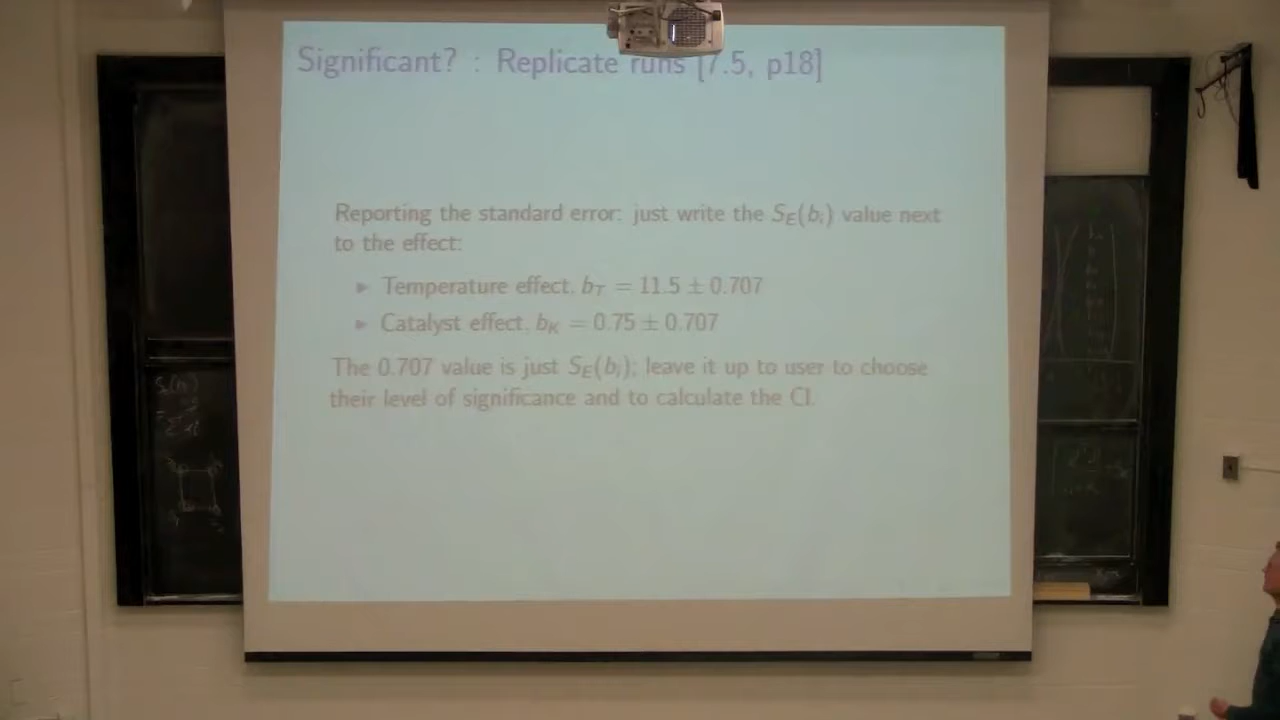 Significant? : Replicate runs [7.5, p18]
Reporting the standard error: just write the S_E(b_i) value next
to the effect:
▶ Temperature effect, b_T = 11.5 ± 0.707
▶ Catalyst effect, b_K = 0.75 ± 0.707
The 0.707 value is just S_E(b_i); leave it up to user to choose
their level of significance and to calculate the CI.